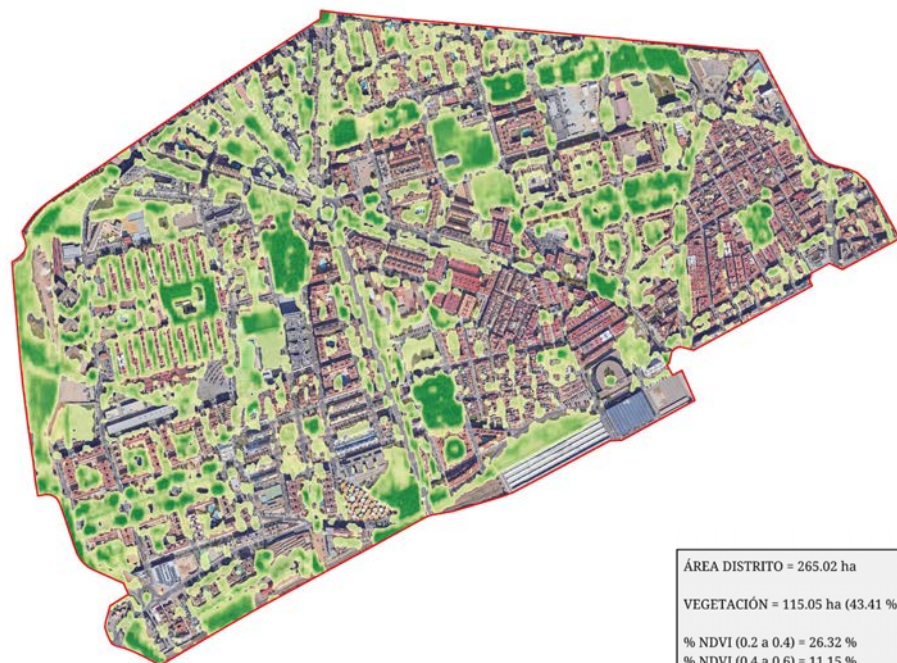 ÁREA DISTRITO = 265.02 ha
VEGETACIÓN = 115.05 ha (43.41 %
% NDVI (0.2 a 0.4) = 26.32 %
% NDVI (0.4 a 0.6) = 11.15 %